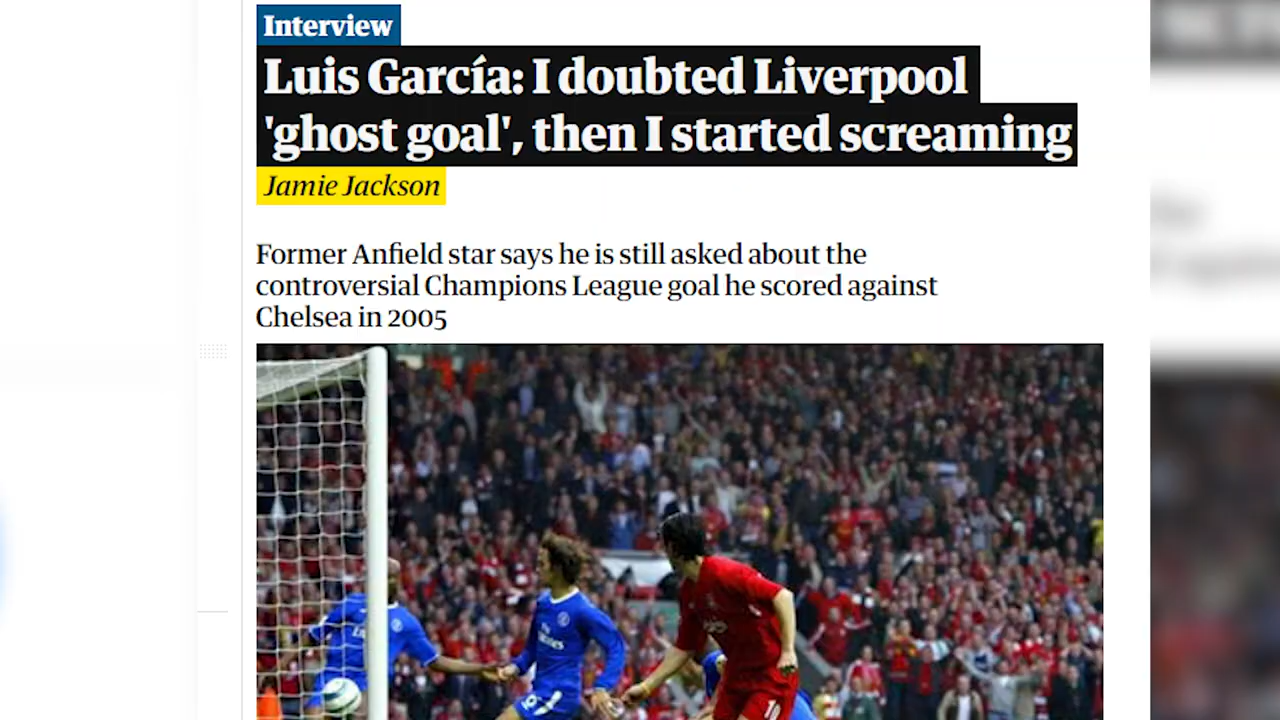 Interview
Luis García: I doubted Liverpool
'ghost goal', then I started screaming
Jamie Jackson
Former Anfield star says he is still asked about the
controversial Champions League goal he scored against
Chelsea in 2005
10